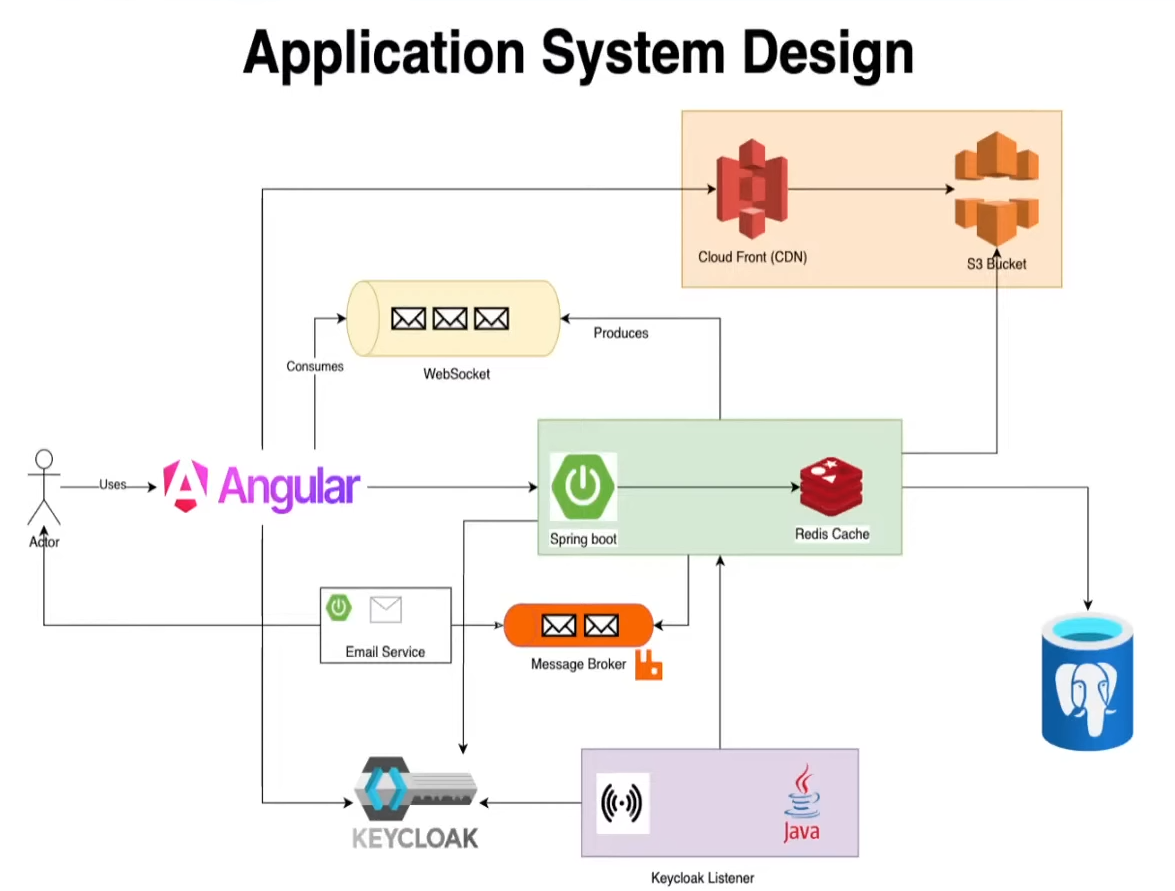 Application System Design
Cloud Front (CDN)
S3 Bucket
Produces
Consumes
WebSocket
Uses
Angular
Actor
Spring boot
Redis Cache
Email Service
Message Broker
KEYCLOAK
Java
Keycloak Listener